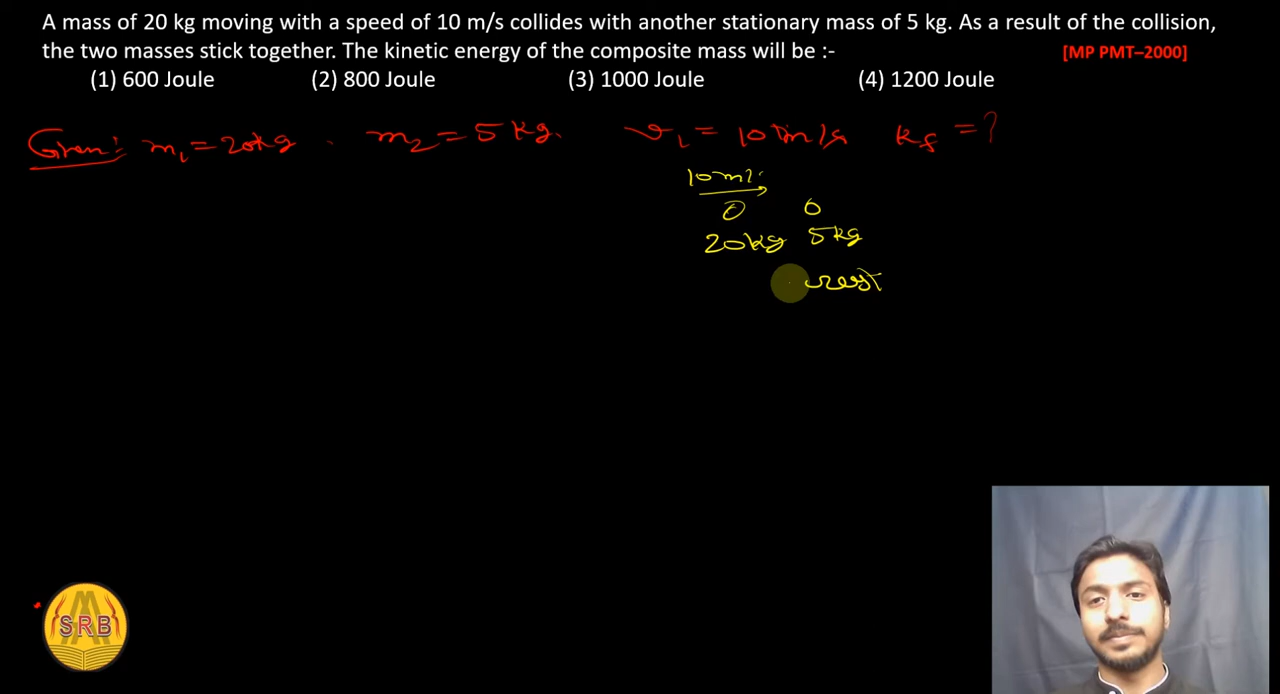 A mass of 20 kg moving with a speed of 10 m/s collides with another stationary mass of 5 kg. As a result of the collision,
the two masses stick together. The kinetic energy of the composite mass will be :- [MP PMT–2000]
(1) 600 Joule (2) 800 Joule (3) 1000 Joule (4) 1200 Joule
Given: m₁ = 20kg . m₂ = 5 kg. v₁ = 10 m/s k_f = ?
10 m/s
20kg 5kg
rest
SRB